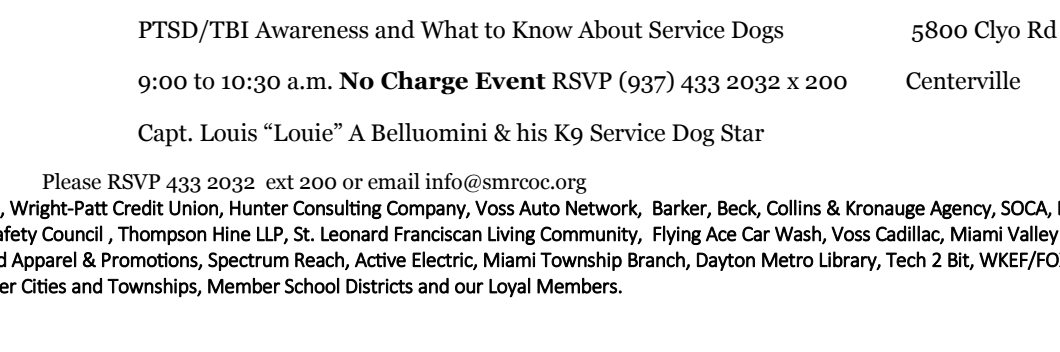 PTSD/TBI Awareness and What to Know About Service Dogs 5800 Clyo Rd
9:00 to 10:30 a.m. No Charge Event RSVP (937) 433 2032 x 200 Centerville
Capt. Louis “Louie” A Belluomini & his K9 Service Dog Star
Please RSVP 433 2032 ext 200 or email info@smrcoc.org
, Wright-Patt Credit Union, Hunter Consulting Company, Voss Auto Network, Barker, Beck, Collins & Kronauge Agency, SOCA,
afety Council , Thompson Hine LLP, St. Leonard Franciscan Living Community, Flying Ace Car Wash, Voss Cadillac, Miami Valley
d Apparel & Promotions, Spectrum Reach, Active Electric, Miami Township Branch, Dayton Metro Library, Tech 2 Bit, WKEF/FOX
er Cities and Townships, Member School Districts and our Loyal Members.